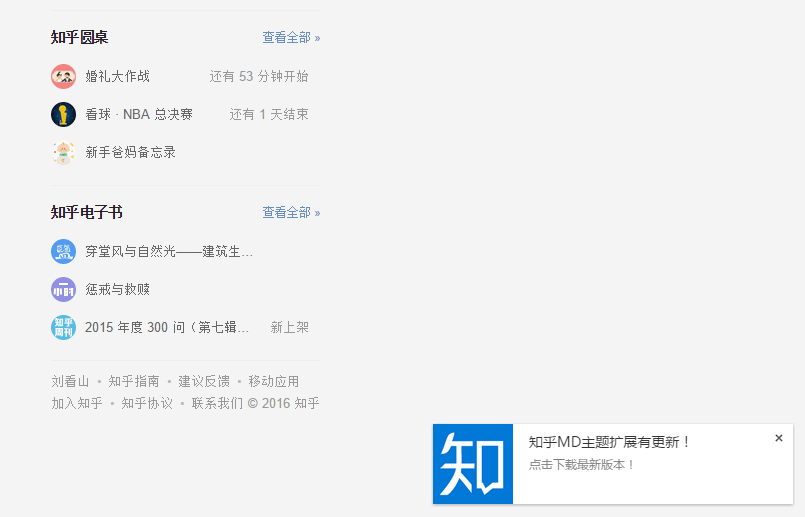 知乎圆桌 查看全部 »
婚礼大作战 还有 53 分钟开始
看球 · NBA 总决赛 还有 1 天结束
新手爸妈备忘录
知乎电子书 查看全部 »
穿堂风与自然光——建筑生...
小时 惩戒与救赎
知乎周刊 2015 年度 300 问（第七辑... 新上架
刘看山 • 知乎指南 • 建议反馈 • 移动应用
加入知乎 • 知乎协议 • 联系我们 © 2016 知乎
知 知乎MD主题扩展有更新！ ×
点击下载最新版本！